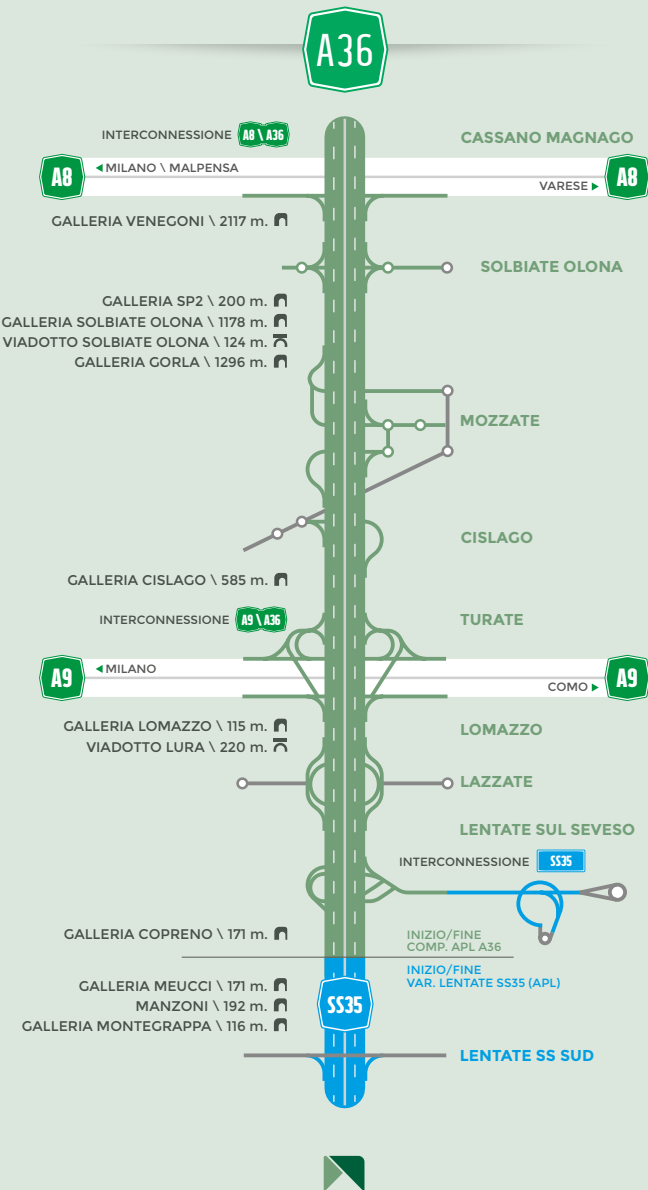 A36
INTERCONNESSIONE A8 \ A36
CASSANO MAGNAGO
A8
MILANO \ MALPENSA
VARESE
A8
GALLERIA VENEGONI \ 2117 m.
SOLBIATE OLONA
GALLERIA SP2 \ 200 m.
GALLERIA SOLBIATE OLONA \ 1178 m.
VIADOTTO SOLBIATE OLONA \ 124 m.
GALLERIA GORLA \ 1296 m.
MOZZATE
CISLAGO
GALLERIA CISLAGO \ 585 m.
INTERCONNESSIONE A9 \ A36
TURATE
A9
MILANO
COMO
A9
GALLERIA LOMAZZO \ 115 m.
LOMAZZO
VIADOTTO LURA \ 220 m.
LAZZATE
LENTATE SUL SEVESO
INTERCONNESSIONE SS35
GALLERIA COPRENO \ 171 m.
INIZIO/FINE
COMP. APL A36
INIZIO/FINE
VAR. LENTATE SS35 (APL)
GALLERIA MEUCCI \ 171 m.
MANZONI \ 192 m.
GALLERIA MONTEGRAPPA \ 116 m.
SS35
LENTATE SS SUD